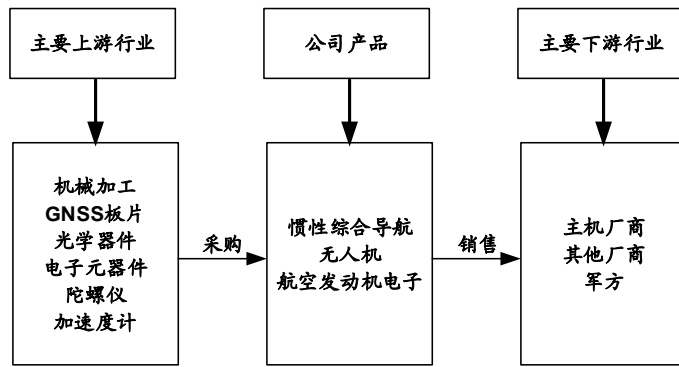 主要上游行业
公司产品
主要下游行业
机械加工
GNSS板片
光学器件
电子元器件
陀螺仪
加速度计
采购
惯性综合导航
无人机
航空发动机电子
销售
主机厂商
其他厂商
军方